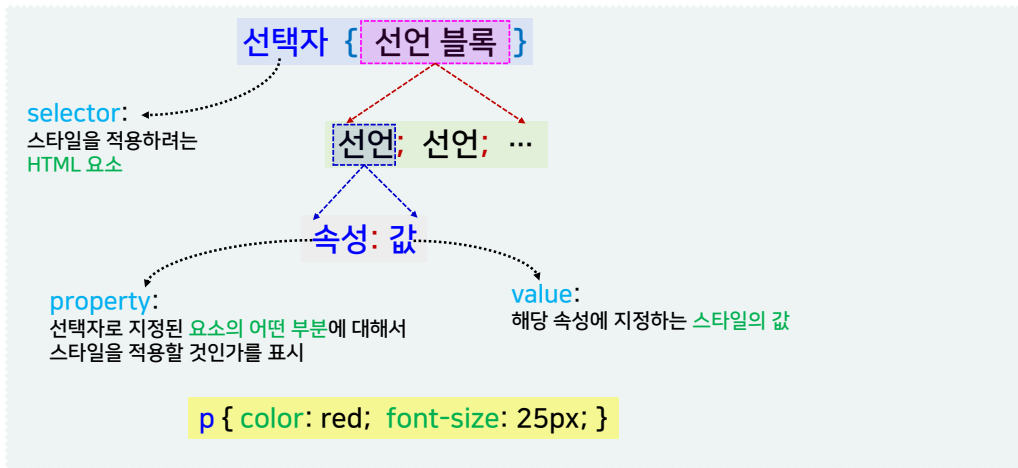 선택자 { 선언 블록 }
selector:
스타일을 적용하려는
HTML 요소
선언; 선언; ···
속성: 값
property:
선택자로 지정된 요소의 어떤 부분에 대해서
스타일을 적용할 것인가를 표시
value:
해당 속성에 지정하는 스타일의 값
p { color: red; font-size: 25px; }